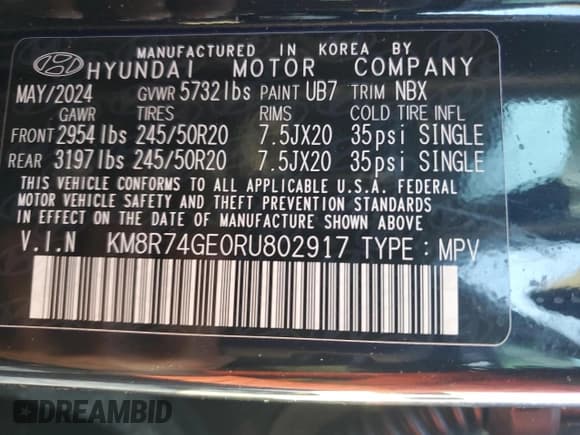 MANUFACTURED IN KOREA BY
HYUNDAI MOTOR COMPANY
MAY/2024 GVWR 5732lbs PAINT UB7 TRIM NBX
GAWR TIRES RIMS COLD TIRE INFL
FRONT 2954lbs 245/50R20 7.5JX20 35psi SINGLE
REAR 3197lbs 245/50R20 7.5JX20 35psi SINGLE
THIS VEHICLE CONFORMS TO ALL APPLICABLE U.S.A. FEDERAL
MOTOR VEHICLE SAFETY AND THEFT PREVENTION STANDARDS
IN EFFECT ON THE DATE OF MANUFACTURE SHOWN ABOVE.
V.I.N KM8R74GE0RU802917 TYPE : MPV
DREAMBID